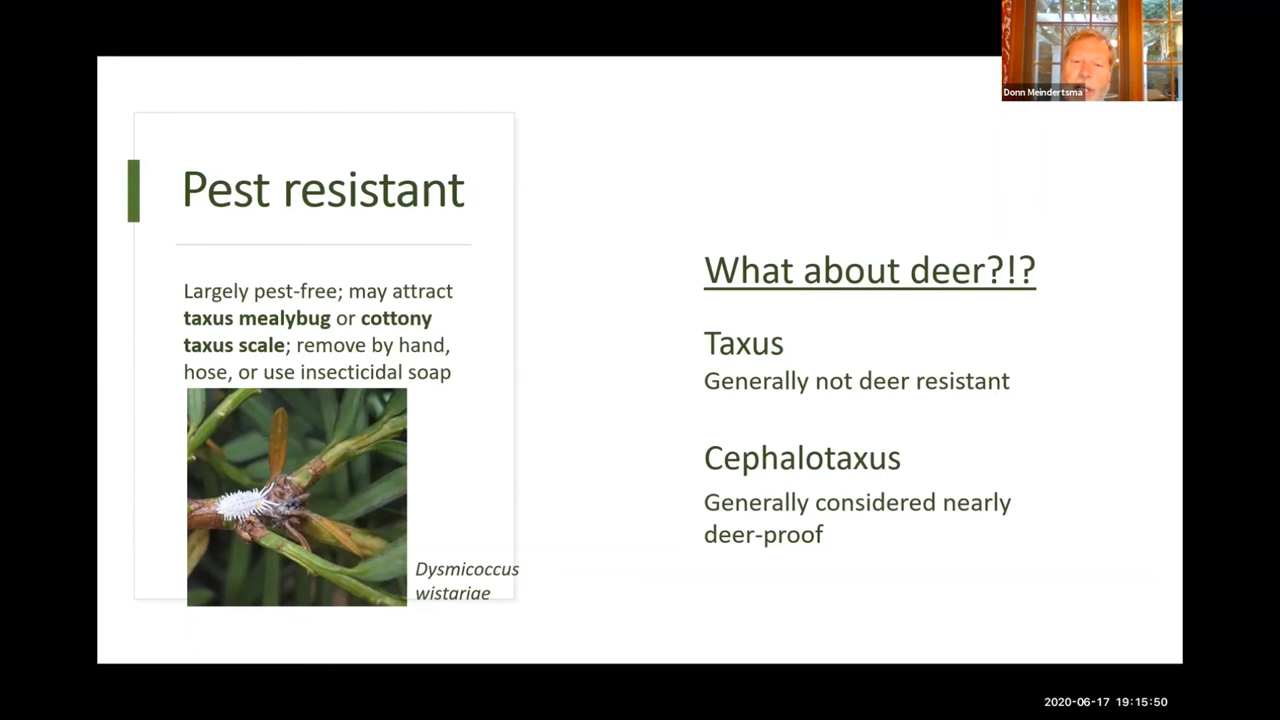 Donn Meindertsma
Pest resistant
Largely pest-free; may attract
taxus mealybug or cottony
taxus scale; remove by hand,
hose, or use insecticidal soap
Dysmicoccus
wistariae
What about deer?!?
Taxus
Generally not deer resistant
Cephalotaxus
Generally considered nearly
deer-proof
2020-06-17 19:15:50